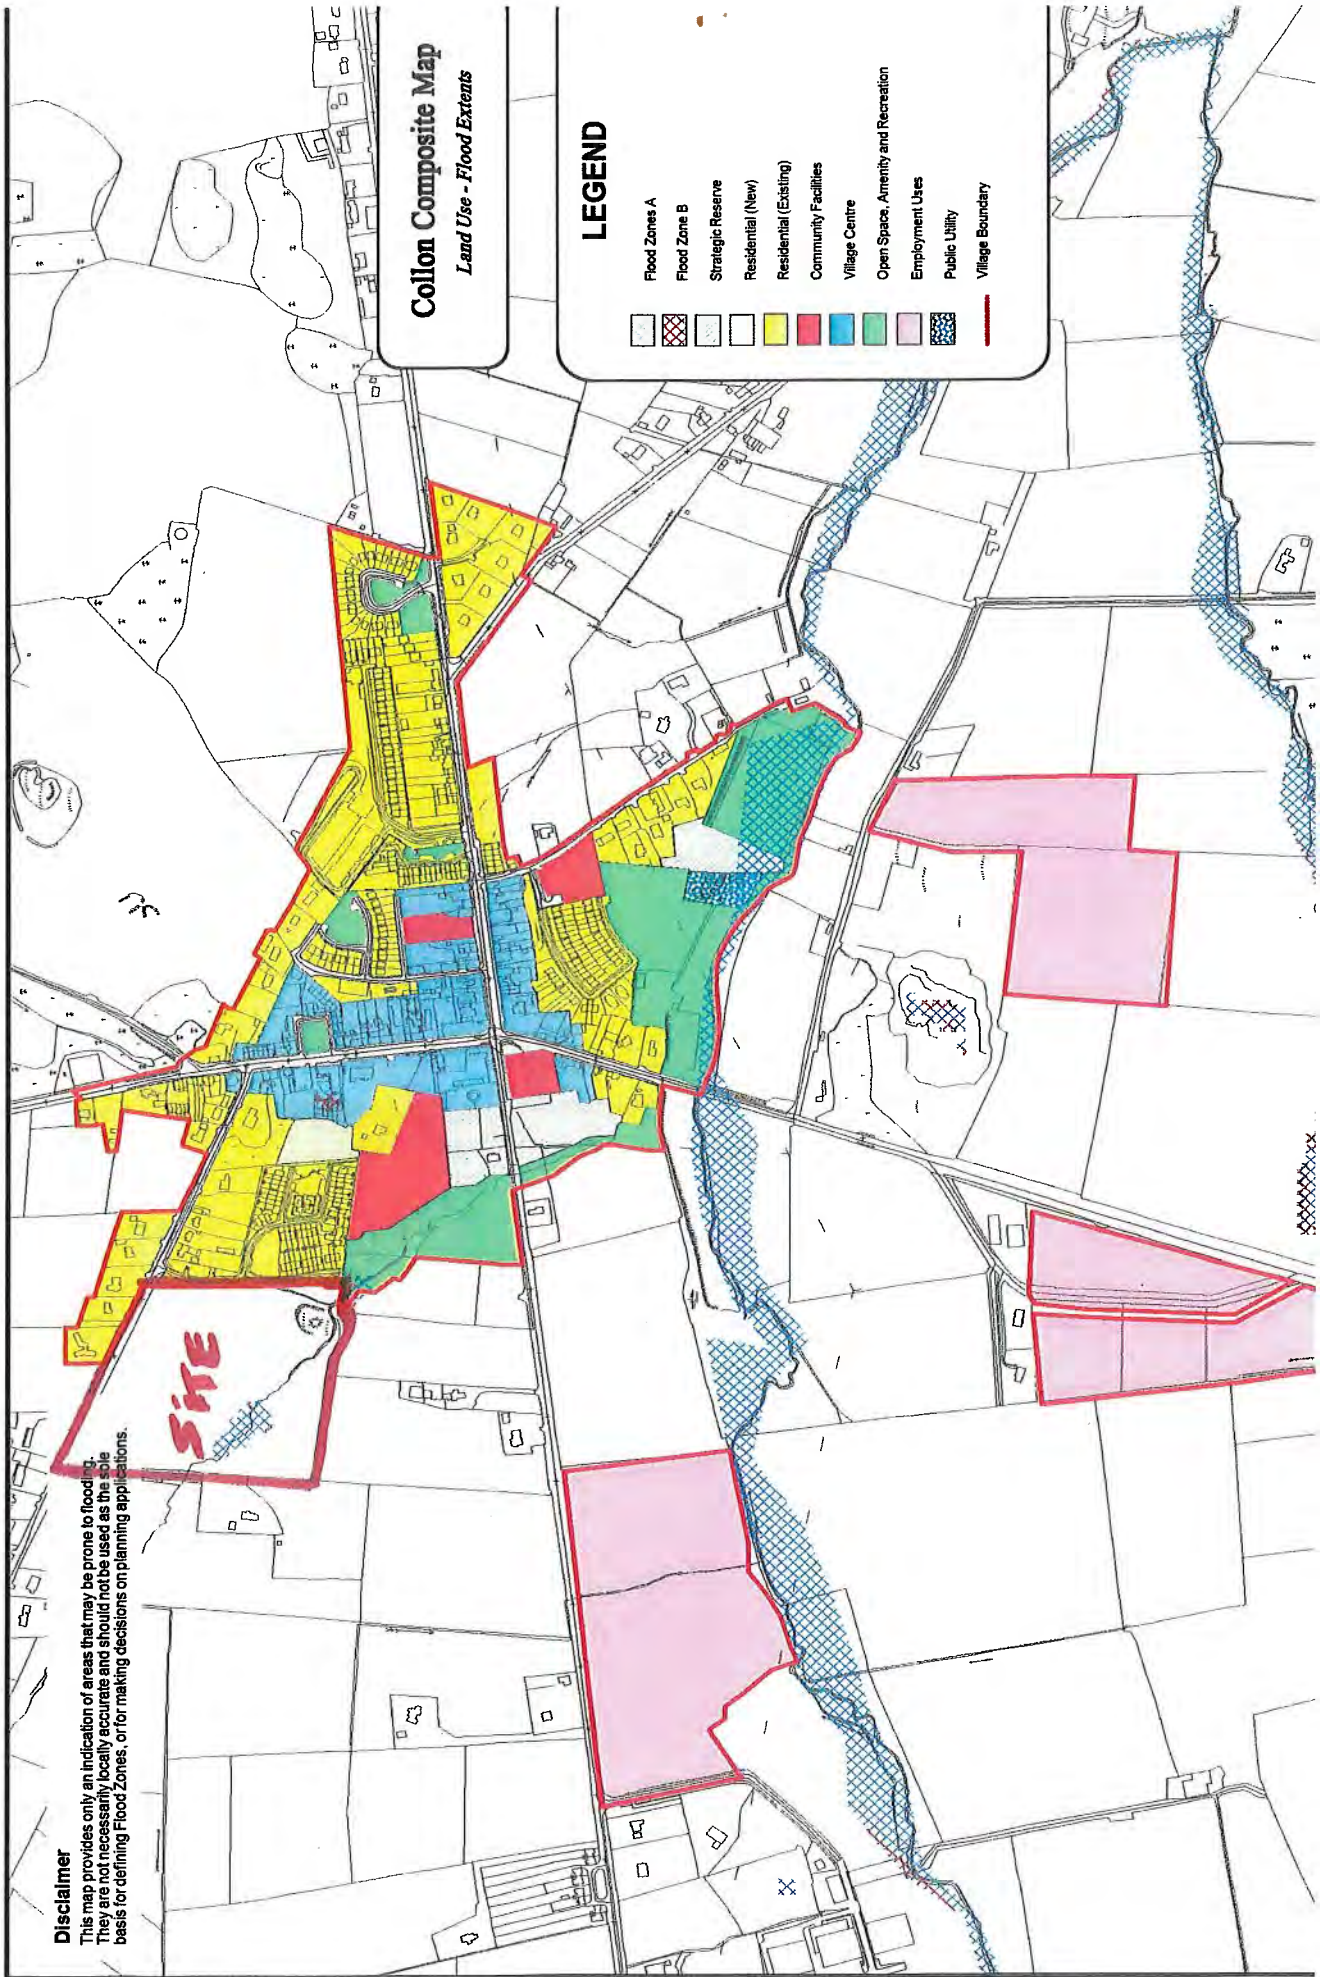 Collon Composite Map
Land Use - Flood Extents
LEGEND
Flood Zones A
Flood Zone B
Strategic Reserve
Residential (New)
Residential (Existing)
Community Facilities
Village Centre
Open Space, Amenity and Recreation
Employment Uses
Public Utility
Village Boundary
SITE
Disclaimer
This map provides only an indication of areas that may be prone to flooding.
They are not necessarily locally accurate and should not be used as the sole
basis for defining Flood Zones, or for making decisions on planning applications.